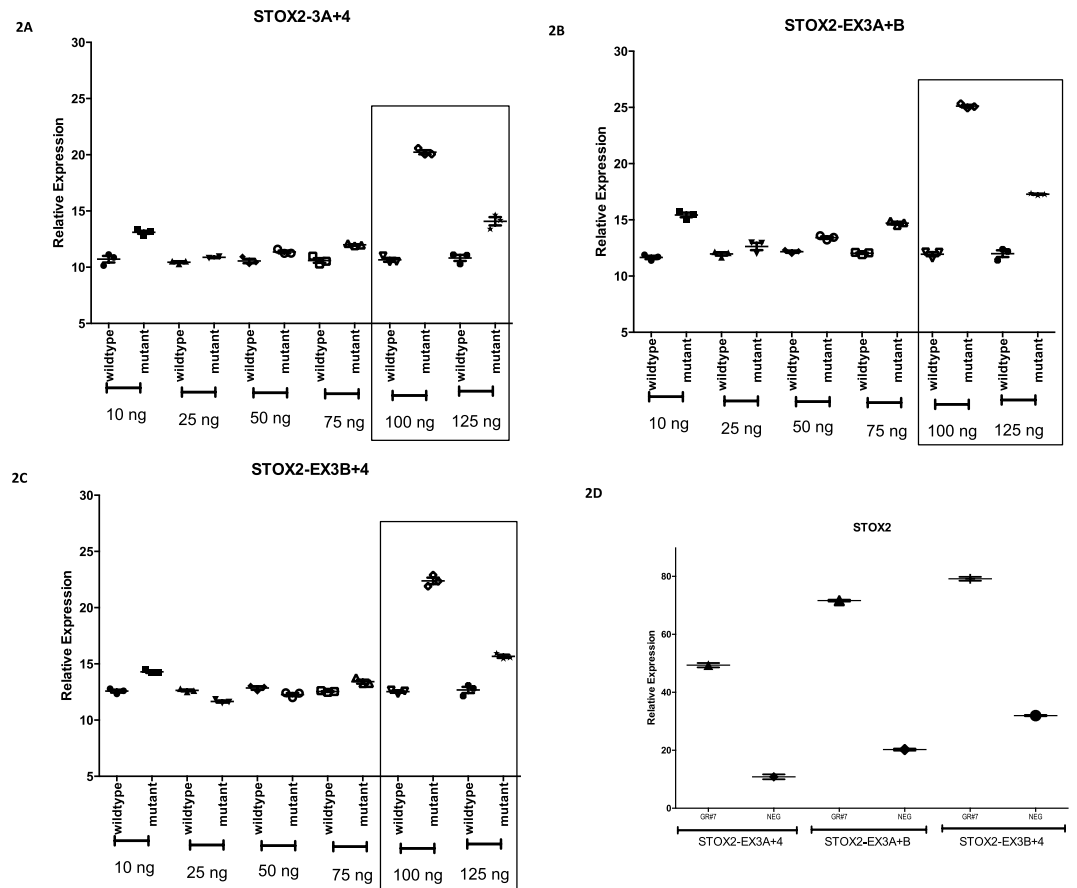 2A
STOX2-3A+4
Relative Expression
30
25
20
15
10
5
wildtype mutant wildtype mutant wildtype mutant wildtype mutant wildtype mutant wildtype mutant
10 ng 25 ng 50 ng 75 ng 100 ng 125 ng
2B
STOX2-EX3A+B
Relative Expression
30
25
20
15
10
5
wildtype mutant wildtype mutant wildtype mutant wildtype mutant wildtype mutant wildtype mutant
10 ng 25 ng 50 ng 75 ng 100 ng 125 ng
2C
STOX2-EX3B+4
Relative Expression
30
25
20
15
10
5
wildtype mutant wildtype mutant wildtype mutant wildtype mutant wildtype mutant wildtype mutant
10 ng 25 ng 50 ng 75 ng 100 ng 125 ng
2D
STOX2
Relative Expression
80
60
40
20
0
GR#7 NEG GR#7 NEG GR#7 NEG
STOX2-EX3A+4 STOX2-EX3A+B STOX2-EX3B+4